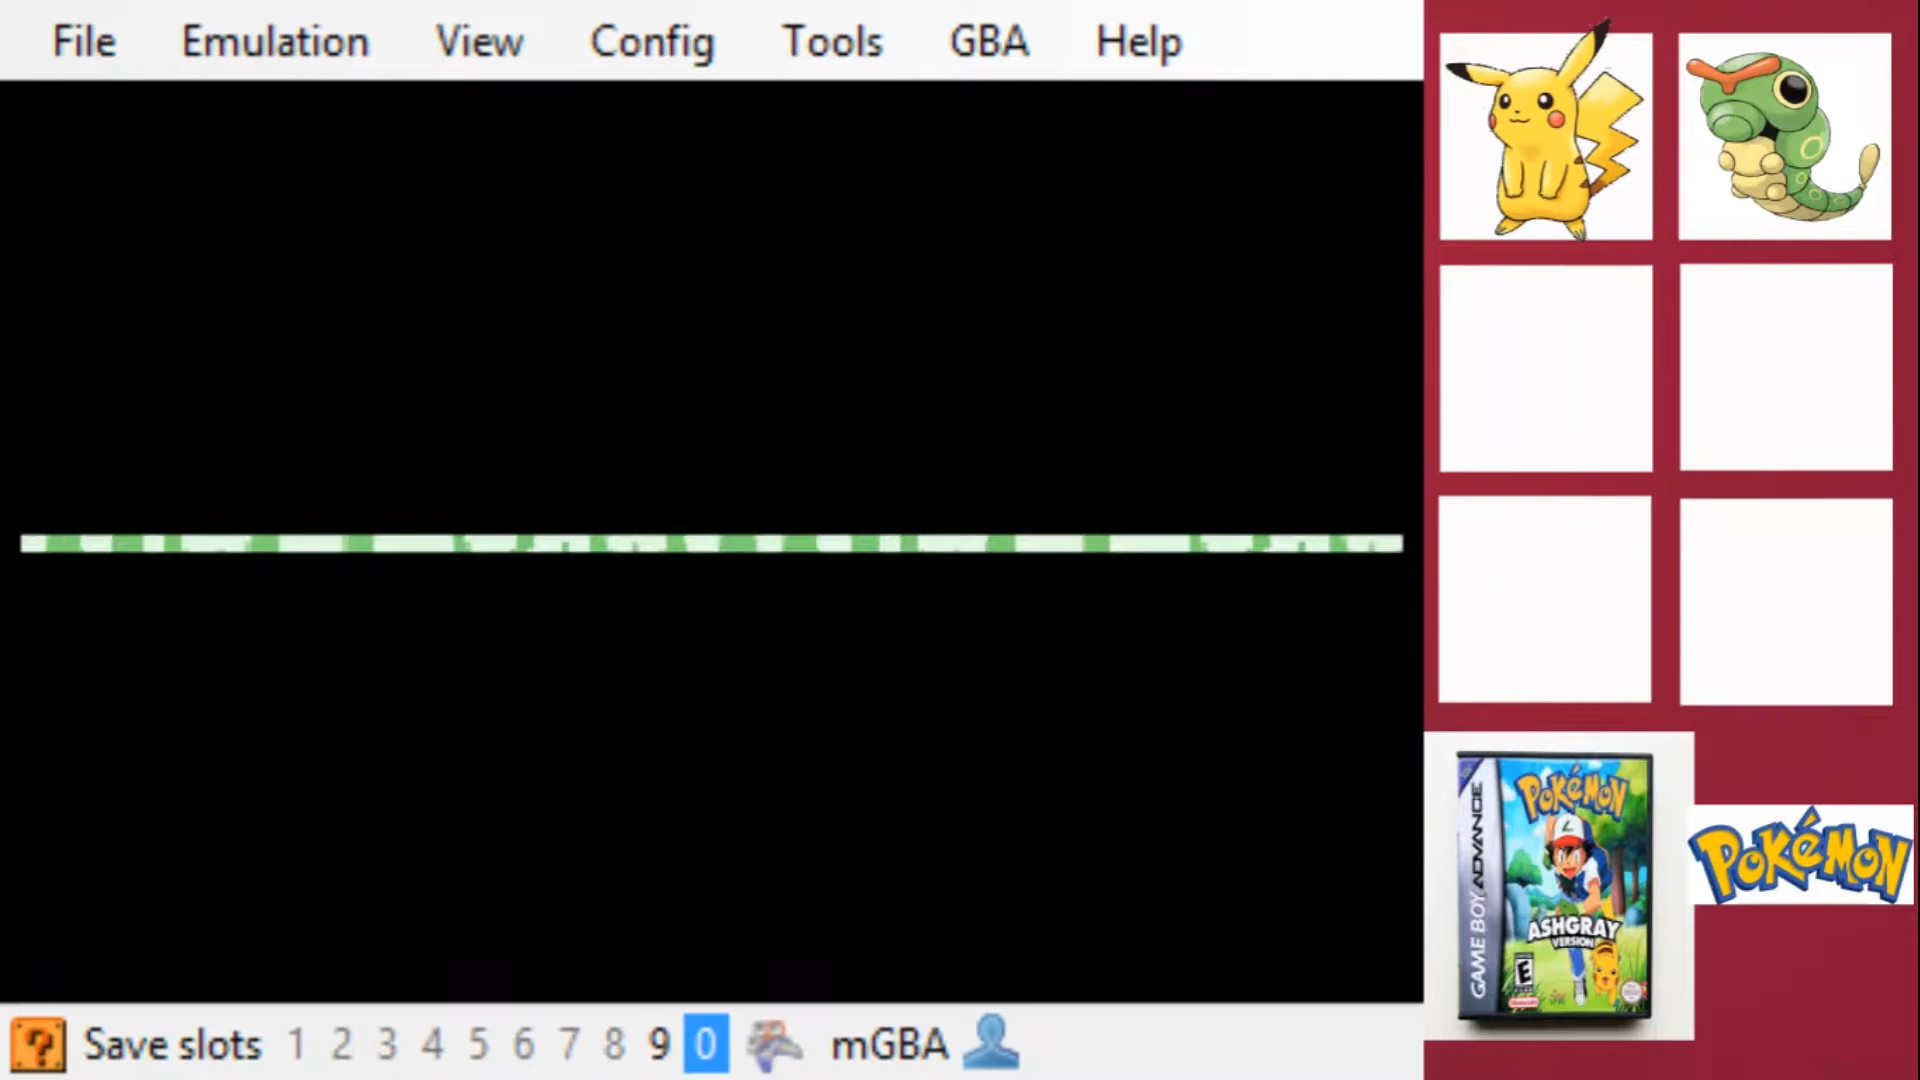 File Emulation View Config Tools GBA Help
GAME BOY ADVANCE
POKéMON
ASHGRAY
VERSION
E
Nintendo
POKéMON
? Save slots 1 2 3 4 5 6 7 8 9 0 mGBA